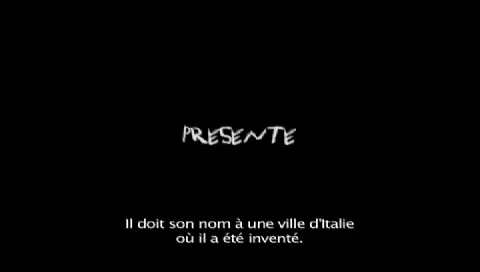 PRESENTE
Il doit son nom à une ville d'Italie
où il a été inventé.